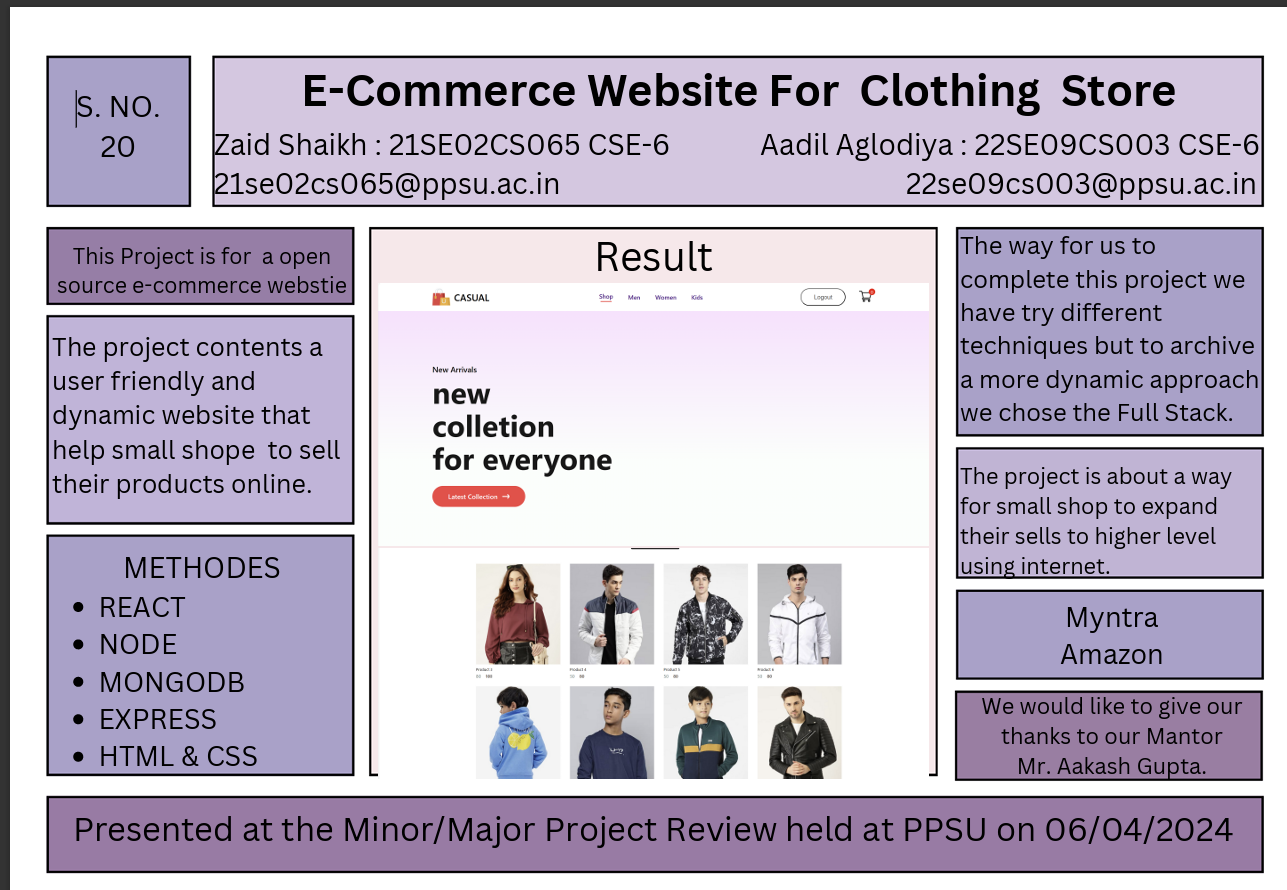 S. NO.
20
E-Commerce Website For Clothing Store
Zaid Shaikh : 21SE02CS065 CSE-6
Aadil Aglodiya : 22SE09CS003 CSE-6
21se02cs065@ppsu.ac.in
22se09cs003@ppsu.ac.in
This Project is for a open
source e-commerce webstie
The project contents a
user friendly and
dynamic website that
help small shope to sell
their products online.
METHODES
• REACT
• NODE
• MONGODB
• EXPRESS
• HTML & CSS
Result
CASUAL
Shop Men Women Kids
Logout
New Arrivals
new
colletion
for everyone
Latest Collection →
Product 3 Product 4 Product 5 Product 6
The way for us to
complete this project we
have try different
techniques but to archive
a more dynamic approach
we chose the Full Stack.
The project is about a way
for small shop to expand
their sells to higher level
using internet.
Myntra
Amazon
We would like to give our
thanks to our Mantor
Mr. Aakash Gupta.
Presented at the Minor/Major Project Review held at PPSU on 06/04/2024